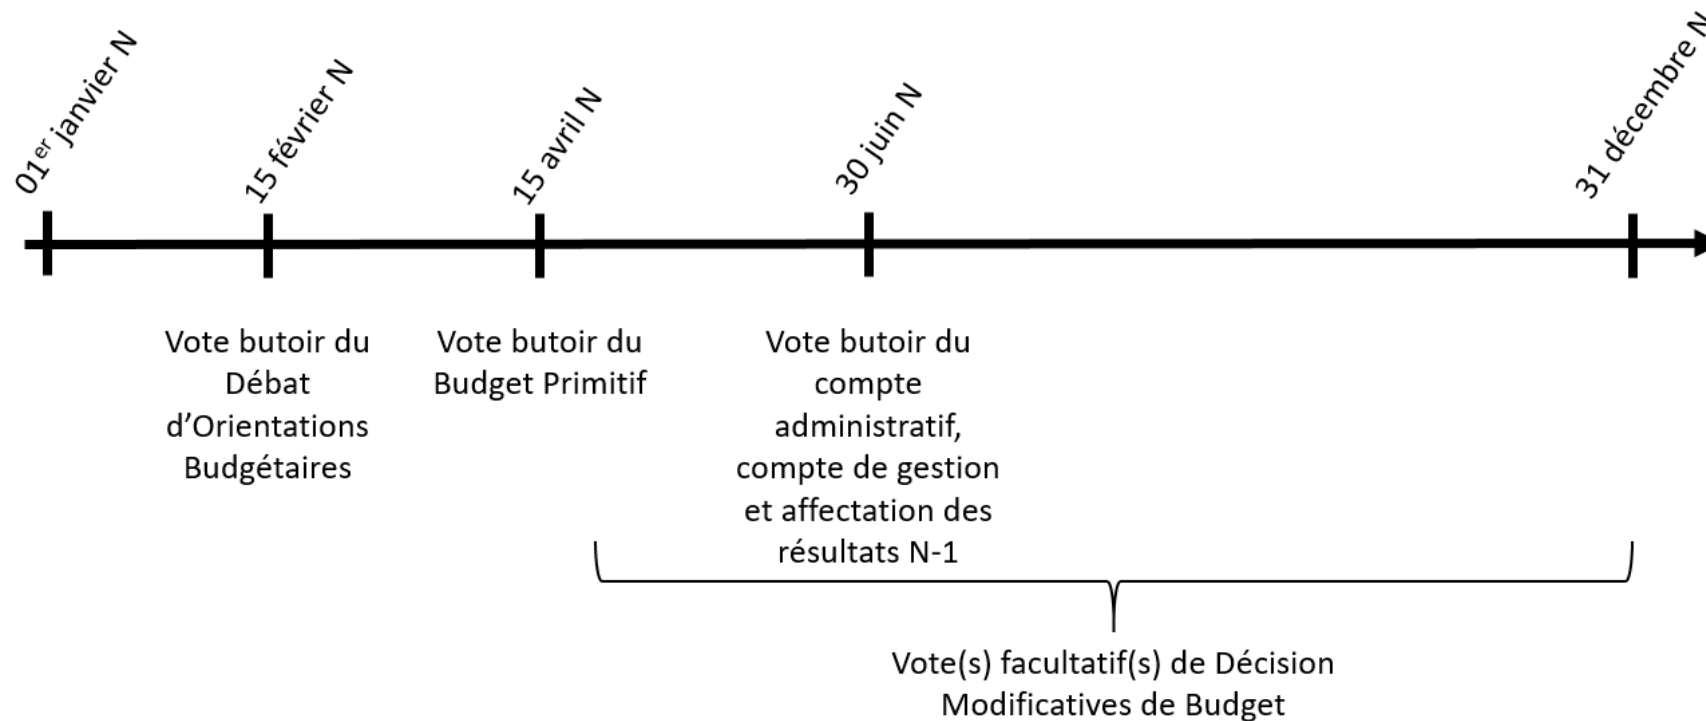 01er janvier N
15 février N
15 avril N
30 juin N
31 décembre N
Vote butoir du
Débat
d’Orientations
Budgétaires
Vote butoir du
Budget Primitif
Vote butoir du
compte
administratif,
compte de gestion
et affectation des
résultats N-1
Vote(s) facultatif(s) de Décision
Modificatives de Budget